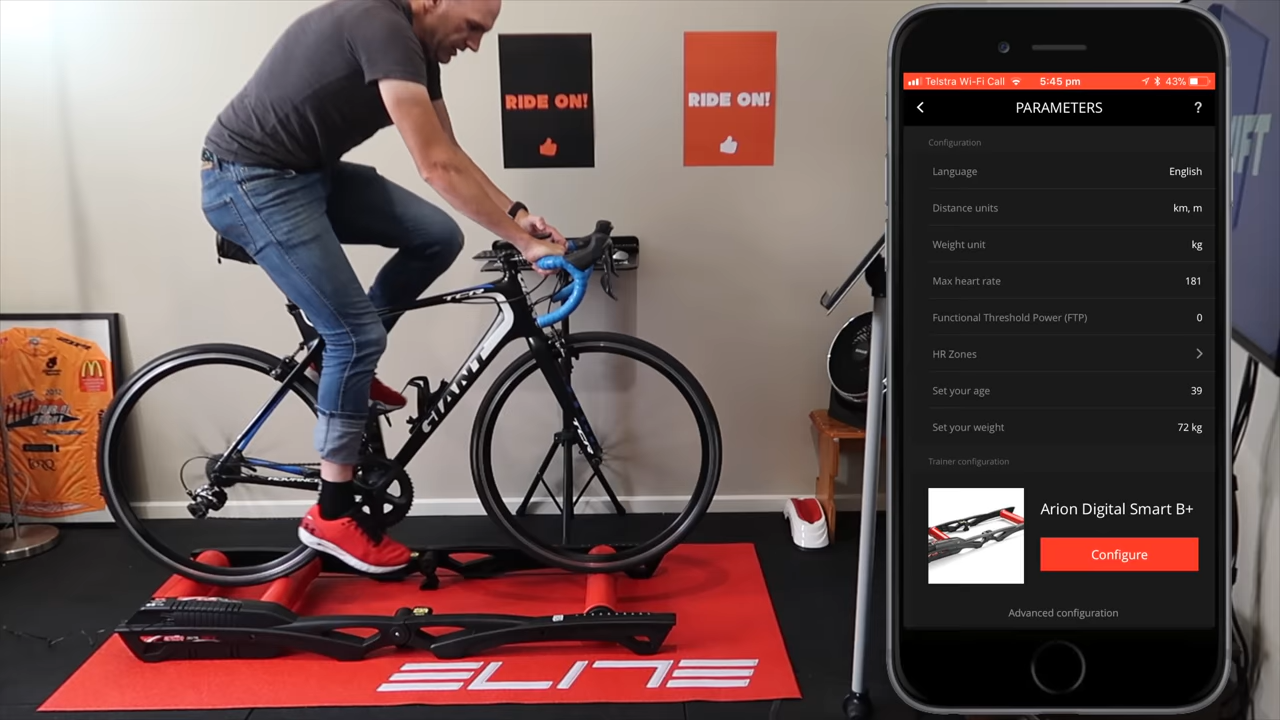 RIDE ON!
RIDE ON!
TCR
GIANT
TCR
ADVANCED
ELITE
Telstra Wi-Fi Call 5:45 pm 43%
PARAMETERS ?
Configuration
Language English
Distance units km, m
Weight unit kg
Max heart rate 181
Functional Threshold Power (FTP) 0
HR Zones
Set your age 39
Set your weight 72 kg
Trainer configuration
Arion Digital Smart B+
Configure
Advanced configuration